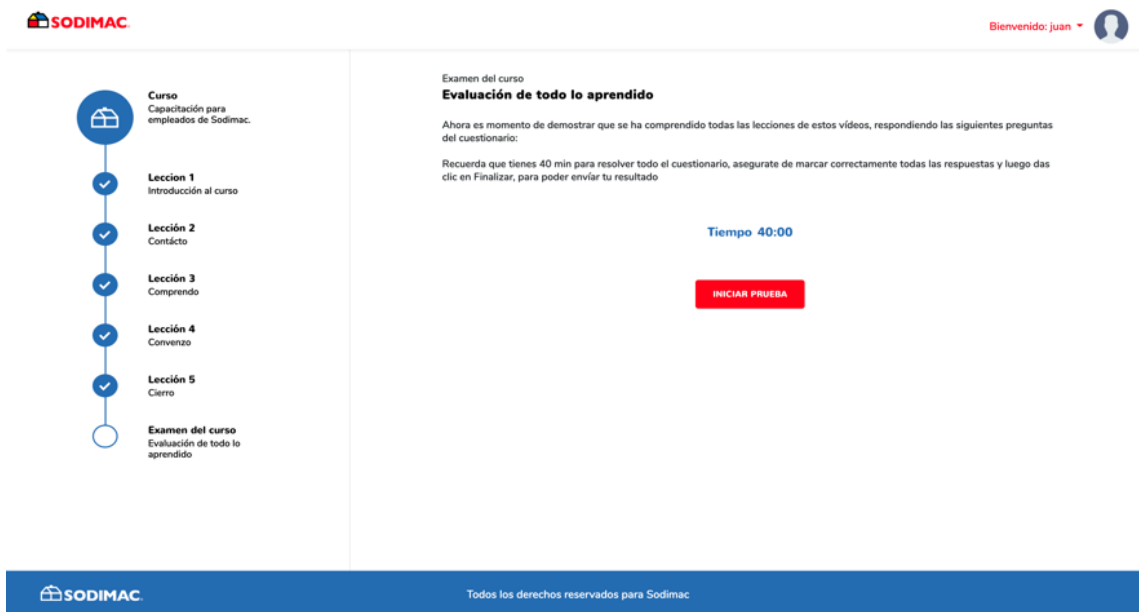 SODIMAC.
Bienvenido: juan
Curso
Capacitación para
empleados de Sodimac.
Leccion 1
Introducción al curso
Lección 2
Contácto
Lección 3
Comprendo
Lección 4
Convenzo
Lección 5
Cierro
Examen del curso
Evaluación de todo lo
aprendido
Examen del curso
Evaluación de todo lo aprendido
Ahora es momento de demostrar que se ha comprendido todas las lecciones de estos vídeos, respondiendo las siguientes preguntas
del cuestionario:
Recuerda que tienes 40 min para resolver todo el cuestionario, asegurate de marcar correctamente todas las respuestas y luego das
clic en Finalizar, para poder envíar tu resultado
Tiempo 40:00
INICIAR PRUEBA
SODIMAC.
Todos los derechos reservados para Sodimac